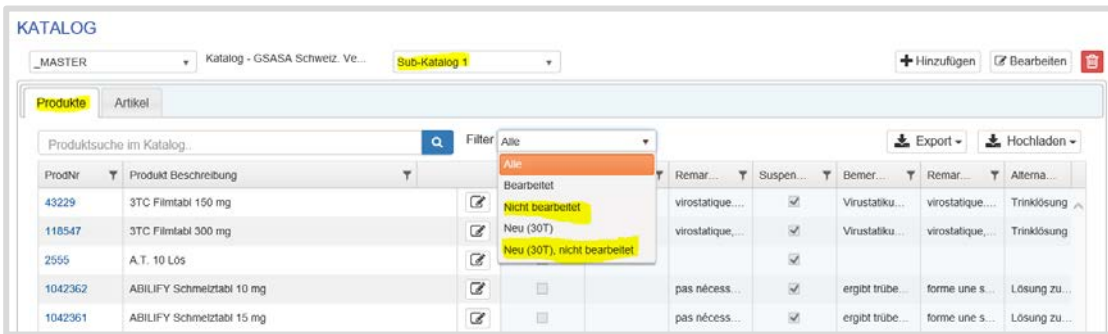 KATALOG
_MASTER Katalog - GSASA Schweiz. Ve... Sub-Katalog 1 Hinzufügen Bearbeiten
Produkte Artikel
Produktsuche im Katalog.. Filter Alle Export Hochladen
ProdNr Produkt Beschreibung Alle Remar... Suspen... Bemer... Remar... Alterna...
Bearbeitet
43229 3TC Filmtabl 150 mg Nicht bearbeitet virostatique.... Virustatiku... virostatique.... Trinklösung
118547 3TC Filmtabl 300 mg Neu (30T) virostatique,... Virustatiku... virostatique,... Trinklösung
Neu (30T), nicht bearbeitet
2555 A.T. 10 Lös
1042362 ABILIFY Schmelztabl 10 mg pas nécess... ergibt trübe... forme une s... Lösung zu...
1042361 ABILIFY Schmelztabl 15 mg pas nécess... ergibt trübe... forme une s... Lösung zu...